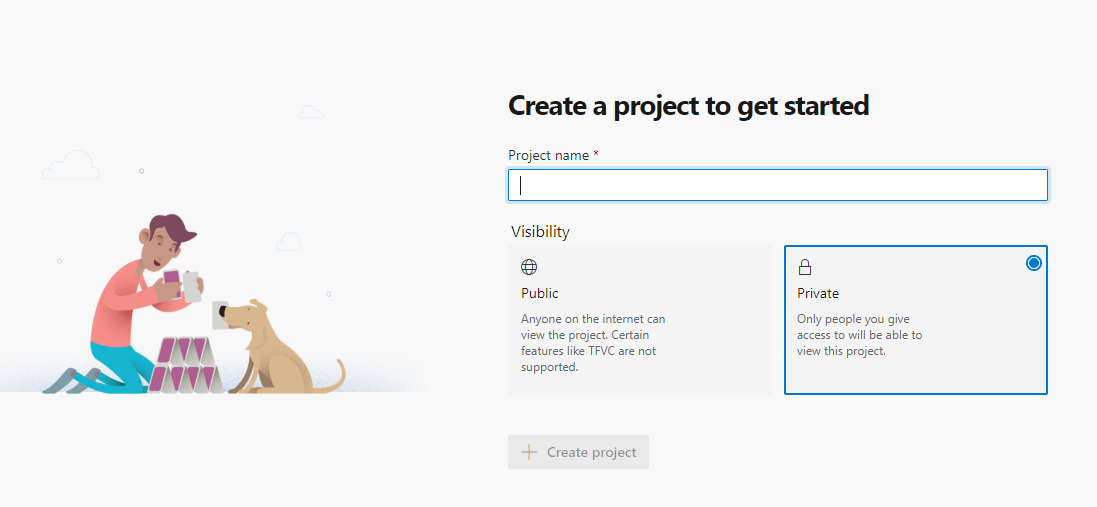 Create a project to get started
Project name *
Visibility
Public
Anyone on the internet can
view the project. Certain
features like TFVC are not
supported.
Private
Only people you give
access to will be able to
view this project.
Create project